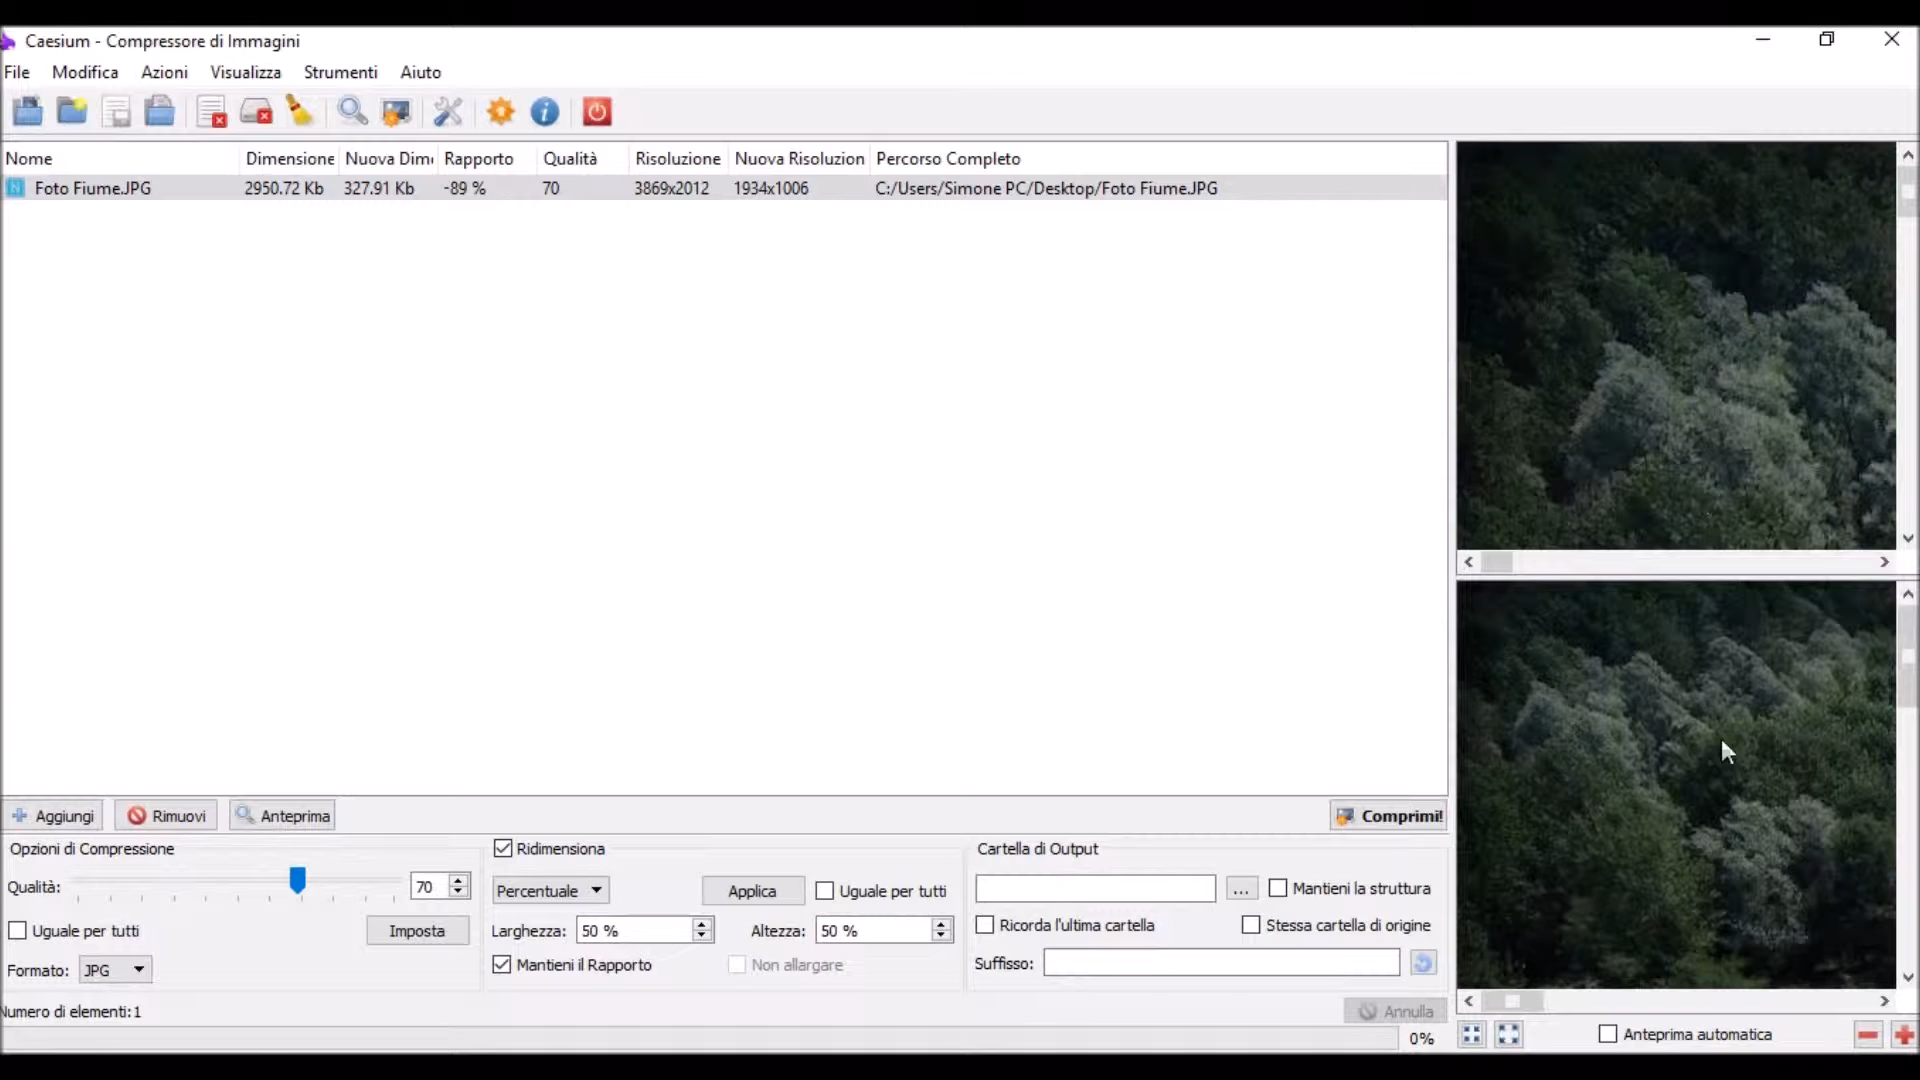 Caesium - Compressore di Immagini
File Modifica Azioni Visualizza Strumenti Aiuto
Nome Dimensione Nuova Dim Rapporto Qualità Risoluzione Nuova Risoluzion Percorso Completo
Foto Fiume.JPG 2950.72 Kb 327.91 Kb -89 % 70 3869x2012 1934x1006 C:/Users/Simone PC/Desktop/Foto Fiume.JPG
Aggiungi Rimuovi Anteprima Comprimi!
Opzioni di Compressione Ridimensiona Cartella di Output
Qualità: 70 Percentuale Applica Uguale per tutti ... Mantieni la struttura
Uguale per tutti Imposta Larghezza: 50 % Altezza: 50 % Ricorda l'ultima cartella Stessa cartella di origine
Formato: JPG Mantieni il Rapporto Non allargare Suffisso:
Numero di elementi:1 Annulla
0% Anteprima automatica